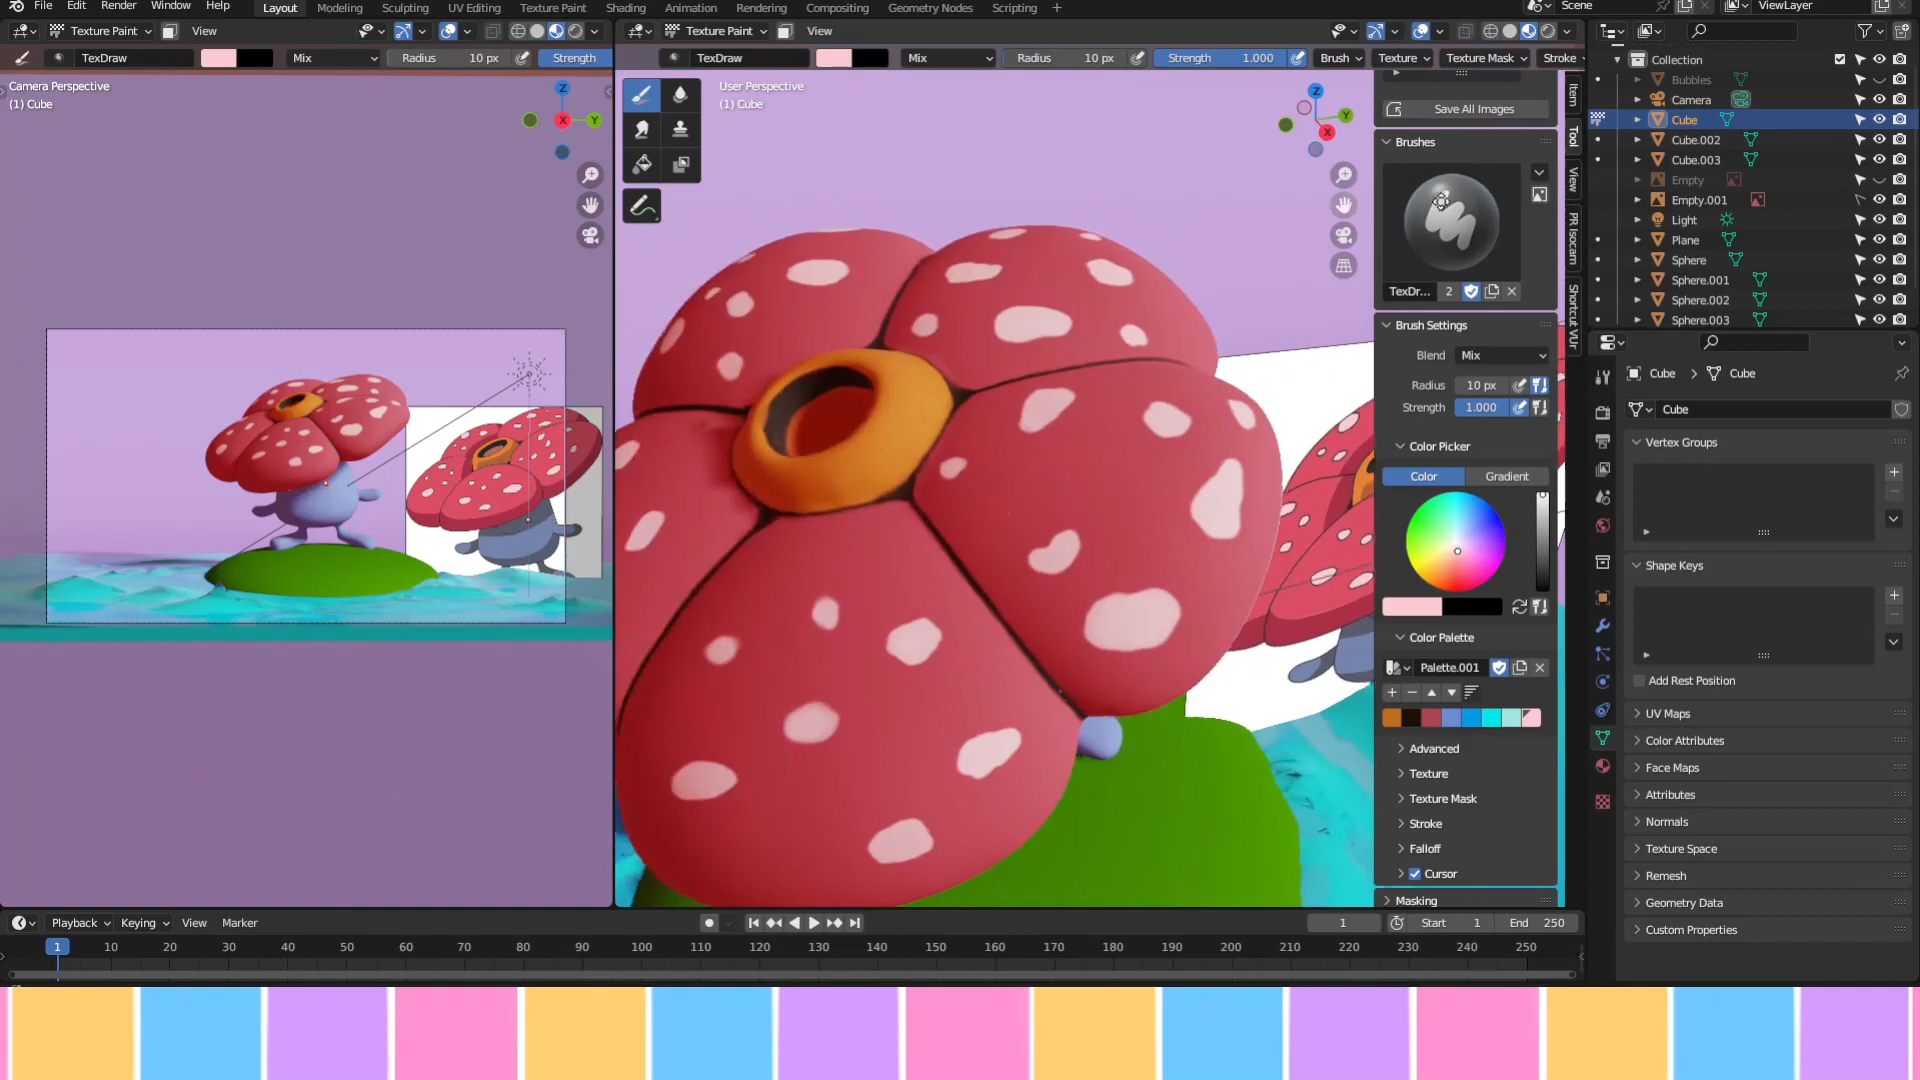 File Edit Render Window Help Layout Modeling Sculpting UV Editing Texture Paint Shading Animation Rendering Compositing Geometry Nodes Scripting + Scene ViewLayer
Texture Paint View Texture Paint View
TexDraw Mix Radius 10 px Strength TexDraw Mix Radius 10 px Strength 1.000 Brush Texture Texture Mask Stroke
Camera Perspective
(1) Cube
User Perspective
(1) Cube
Z
X
Y
Z
Y
X
Save All Images
Brushes
TexDr... 2
Brush Settings
Blend Mix
Radius 10 px
Strength 1.000
Color Picker
Color Gradient
Color Palette
Palette.001
Advanced
Texture
Texture Mask
Stroke
Falloff
Cursor
Masking
Item
Tool
View
PR Isocam
Shortcut VUr
Collection
Bubbles
Camera
Cube
Cube.002
Cube.003
Empty
Empty.001
Light
Plane
Sphere
Sphere.001
Sphere.002
Sphere.003
Cube > Cube
Cube
Vertex Groups
Shape Keys
Add Rest Position
UV Maps
Color Attributes
Face Maps
Attributes
Normals
Texture Space
Remesh
Geometry Data
Custom Properties
Playback Keying View Marker 1 Start 1 End 250
1 10 20 30 40 50 60 70 80 90 100 110 120 130 140 150 160 170 180 190 200 210 220 230 240 250